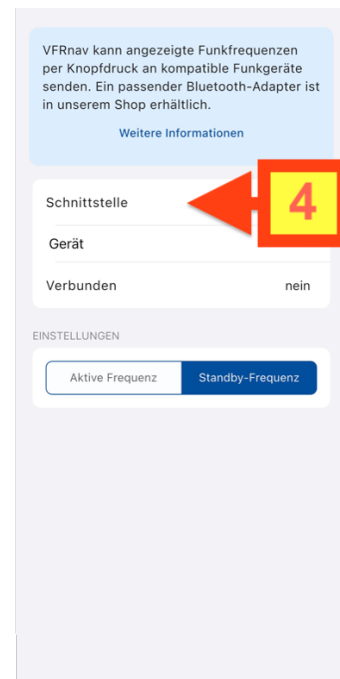 VFRnav kann angezeigte Funkfrequenzen
per Knopfdruck an kompatible Funkgeräte
senden. Ein passender Bluetooth-Adapter ist
in unserem Shop erhältlich.
Weitere Informationen
Schnittstelle
4
Gerät
Verbunden nein
EINSTELLUNGEN
Aktive Frequenz Standby-Frequenz